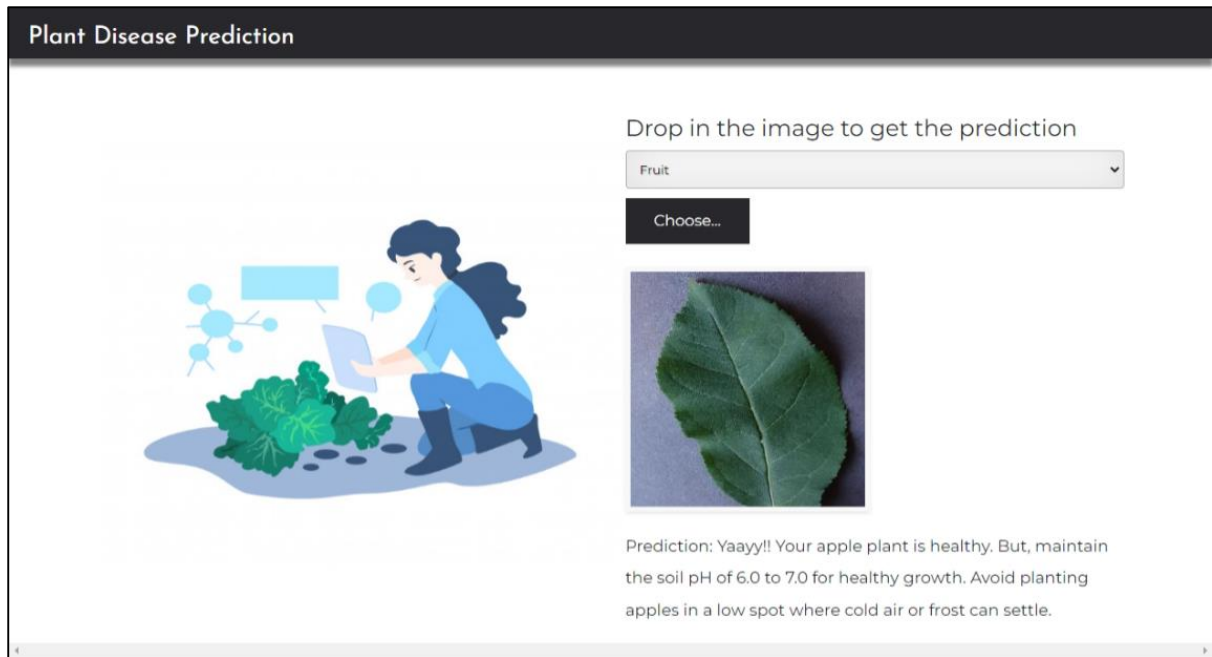 Plant Disease Prediction
Drop in the image to get the prediction
Fruit
Choose...
Prediction: Yaayy!! Your apple plant is healthy. But, maintain
the soil pH of 6.0 to 7.0 for healthy growth. Avoid planting
apples in a low spot where cold air or frost can settle.